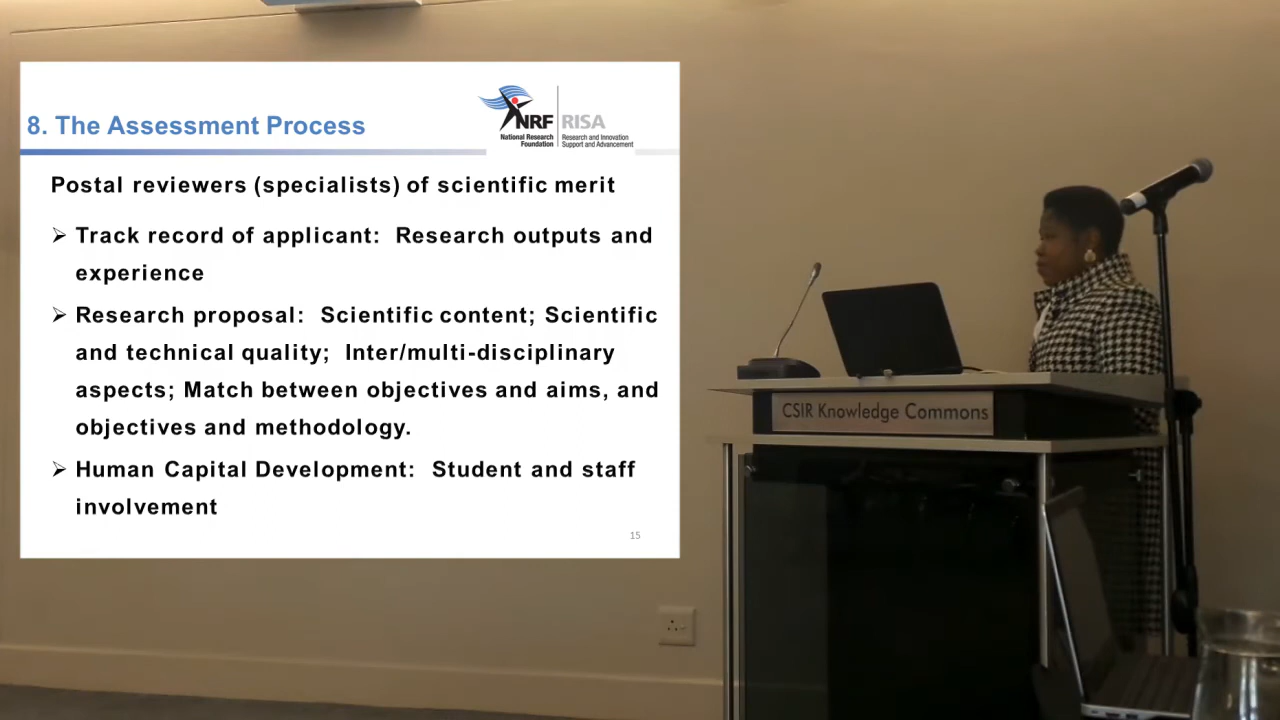 8. The Assessment Process
NRF
National Research
Foundation
RISA
Research and Innovation
Support and Advancement
Postal reviewers (specialists) of scientific merit
➢ Track record of applicant: Research outputs and
experience
➢ Research proposal: Scientific content; Scientific
and technical quality; Inter/multi-disciplinary
aspects; Match between objectives and aims, and
objectives and methodology.
➢ Human Capital Development: Student and staff
involvement
15
CSIR Knowledge Commons